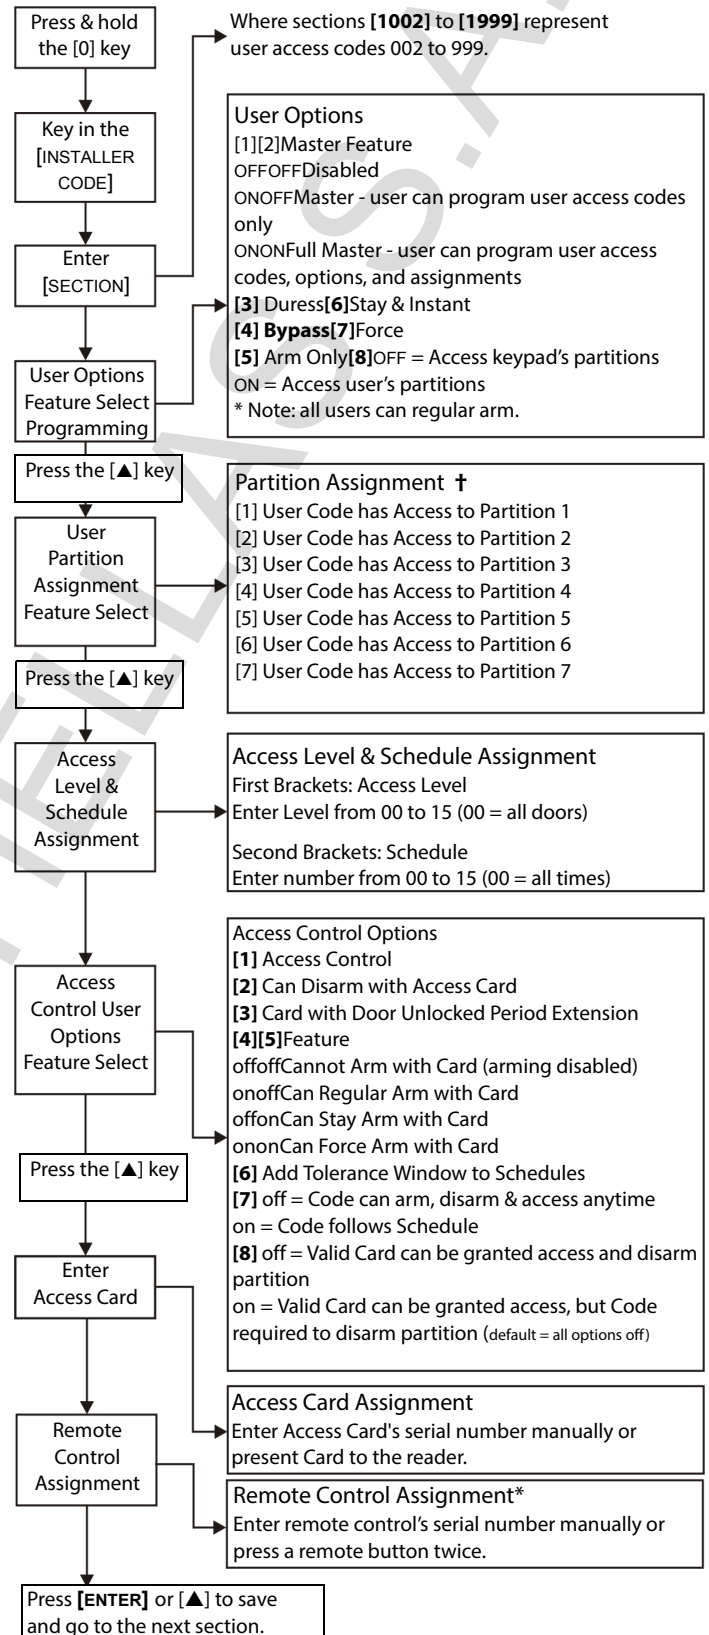 Press & hold
the [0] key
Where sections [1002] to [1999] represent
user access codes 002 to 999.
Key in the
[INSTALLER
CODE]
Enter
[SECTION]
User Options
Feature Select
Programming
User Options
[1][2]Master Feature
OFFOFFDisabled
ONOFFMaster - user can program user access codes
only
ONONFull Master - user can program user access
codes, options, and assignments
[3] Duress[6]Stay & Instant
[4] Bypass[7]Force
[5] Arm Only[8]OFF = Access keypad's partitions
ON = Access user's partitions
* Note: all users can regular arm.
Press the [▲] key
User
Partition
Assignment
Feature Select
Partition Assignment †
[1] User Code has Access to Partition 1
[2] User Code has Access to Partition 2
[3] User Code has Access to Partition 3
[4] User Code has Access to Partition 4
[5] User Code has Access to Partition 5
[6] User Code has Access to Partition 6
[7] User Code has Access to Partition 7
Press the [▲] key
Access
Level &
Schedule
Assignment
Access Level & Schedule Assignment
First Brackets: Access Level
Enter Level from 00 to 15 (00 = all doors)
Second Brackets: Schedule
Enter number from 00 to 15 (00 = all times)
Access
Control User
Options
Feature Select
Access Control Options
[1] Access Control
[2] Can Disarm with Access Card
[3] Card with Door Unlocked Period Extension
[4][5]Feature
offoffCannot Arm with Card (arming disabled)
onoffCan Regular Arm with Card
offonCan Stay Arm with Card
ononCan Force Arm with Card
[6] Add Tolerance Window to Schedules
[7] off = Code can arm, disarm & access anytime
on = Code follows Schedule
[8] off = Valid Card can be granted access and disarm
partition
on = Valid Card can be granted access, but Code
required to disarm partition (default = all options off)
Press the [▲] key
Enter
Access Card
Access Card Assignment
Enter Access Card's serial number manually or
present Card to the reader.
Remote
Control
Assignment
Remote Control Assignment*
Enter remote control's serial number manually or
press a remote button twice.
Press [ENTER] or [▲] to save
and go to the next section.